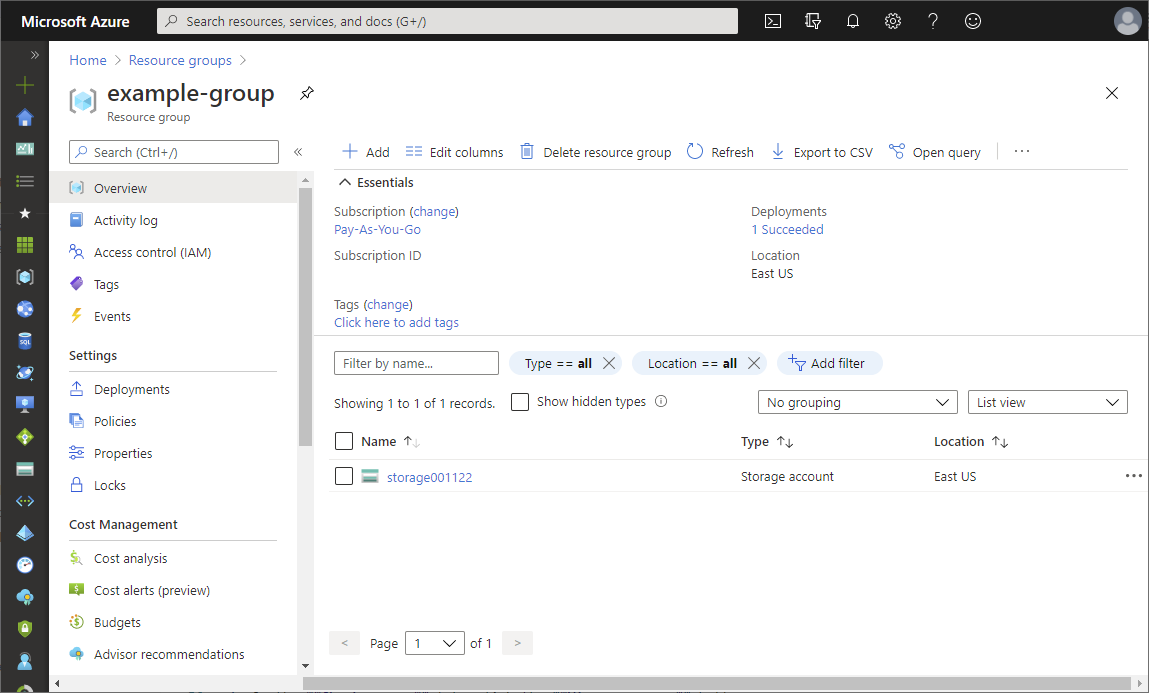 Microsoft Azure
Search resources, services, and docs (G+/)
Home > Resource groups >
example-group
Resource group
Search (Ctrl+/)
Overview
Activity log
Access control (IAM)
Tags
Events
Settings
Deployments
Policies
Properties
Locks
Cost Management
Cost analysis
Cost alerts (preview)
Budgets
Advisor recommendations
Add Edit columns Delete resource group Refresh Export to CSV Open query
Essentials
Subscription (change)
Pay-As-You-Go
Subscription ID
Deployments
1 Succeeded
Location
East US
Tags (change)
Click here to add tags
Filter by name... Type == all Location == all Add filter
Showing 1 to 1 of 1 records. Show hidden types No grouping List view
Name Type Location
storage001122 Storage account East US
< Page 1 of 1 >